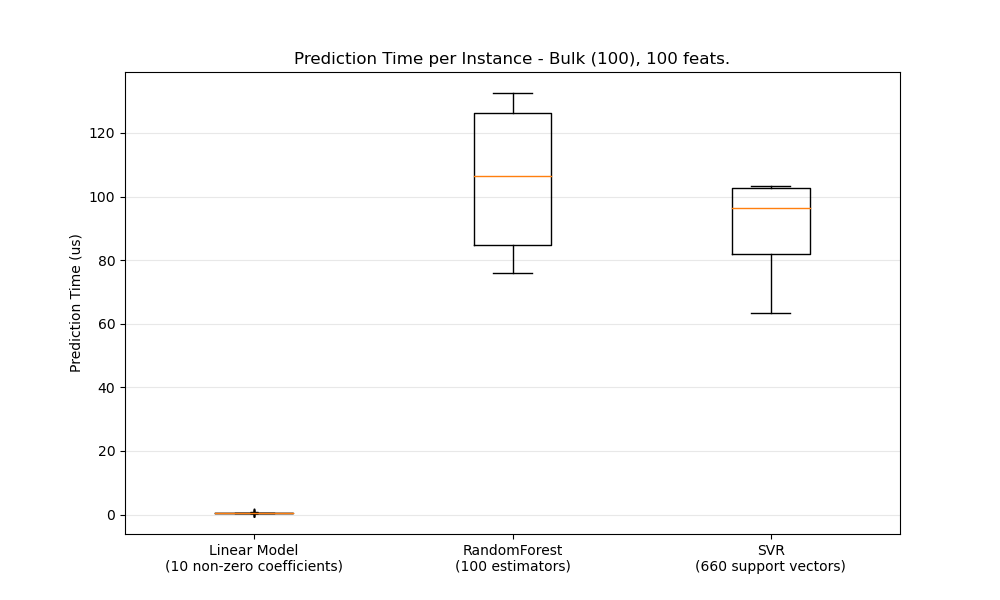 Prediction Time per Instance - Bulk (100), 100 feats.
Prediction Time (us)
120
100
80
60
40
20
0
Linear Model
(10 non-zero coefficients)
RandomForest
(100 estimators)
SVR
(660 support vectors)